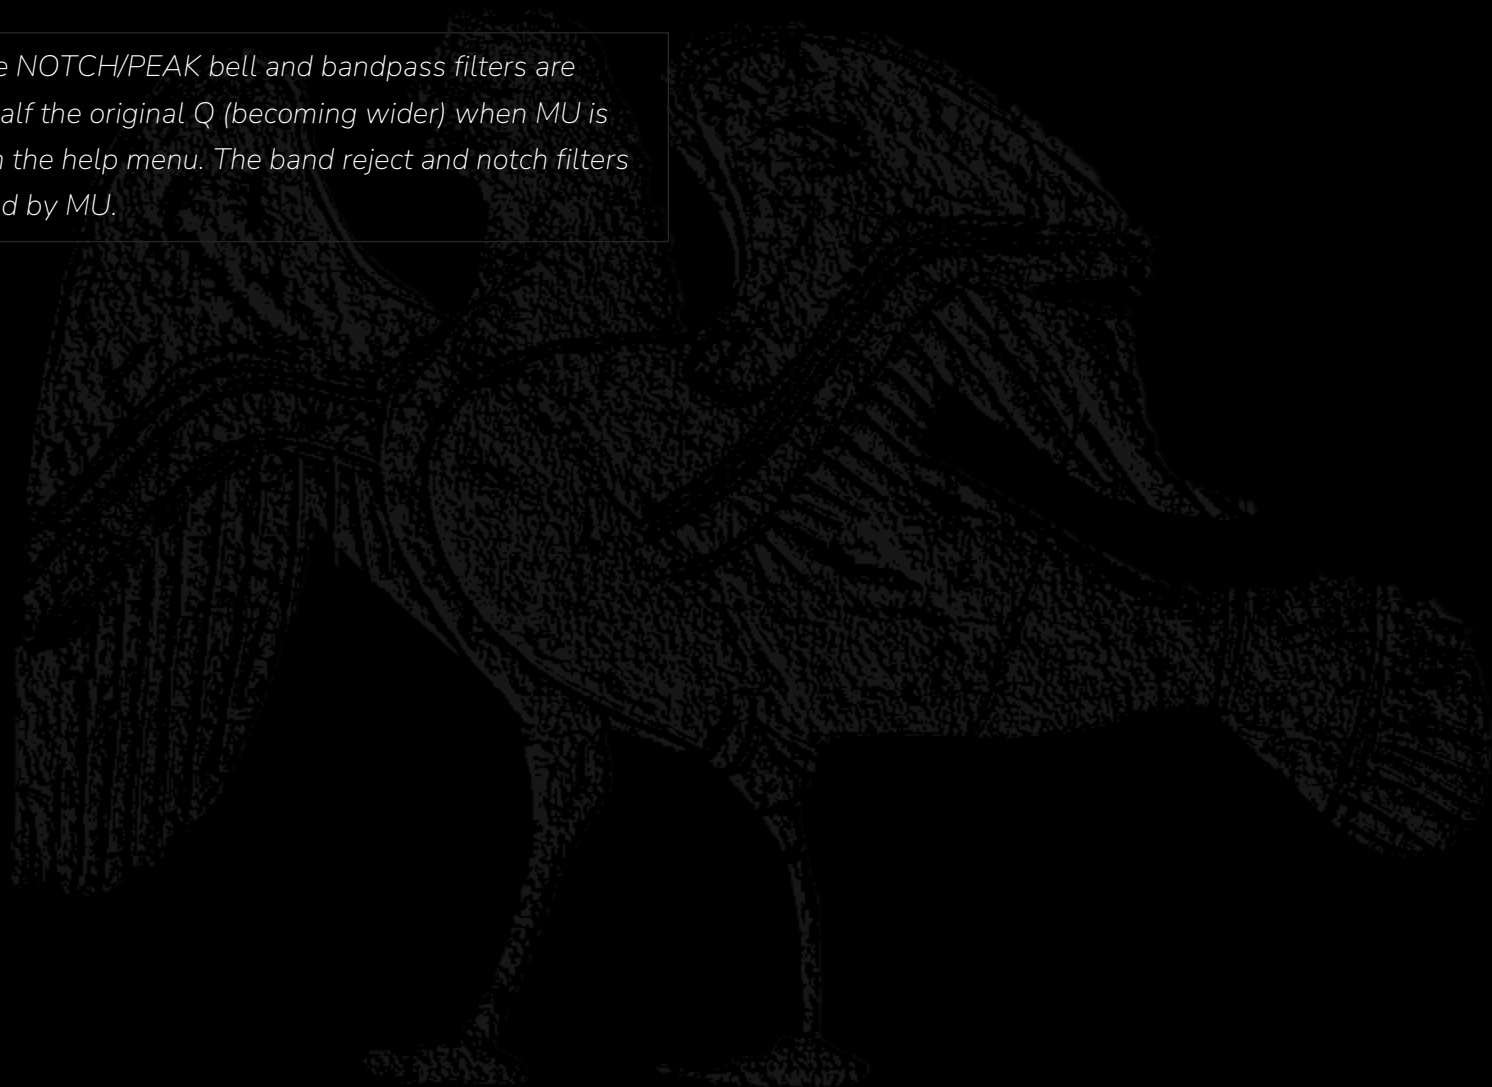 NOTCH/PEAK bell and bandpass filters are
the original Q (becoming wider) when MU is
the help menu. The band reject and notch filters
by MU.